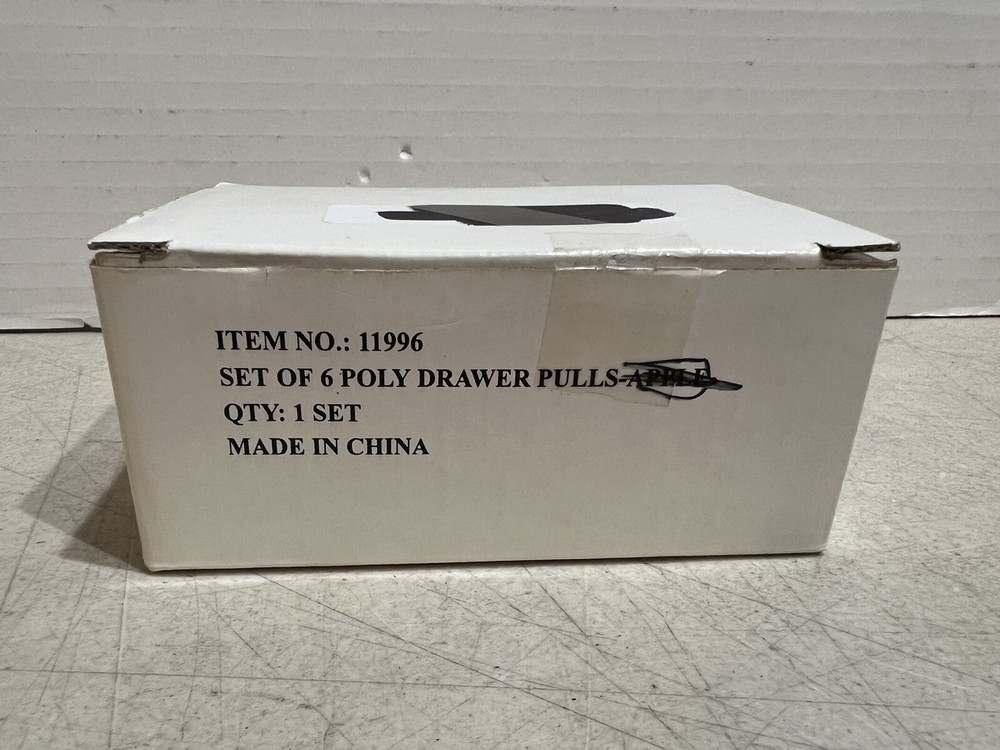 ITEM NO.: 11996
SET OF 6 POLY DRAWER PULLS-APPLE
QTY: 1 SET
MADE IN CHINA